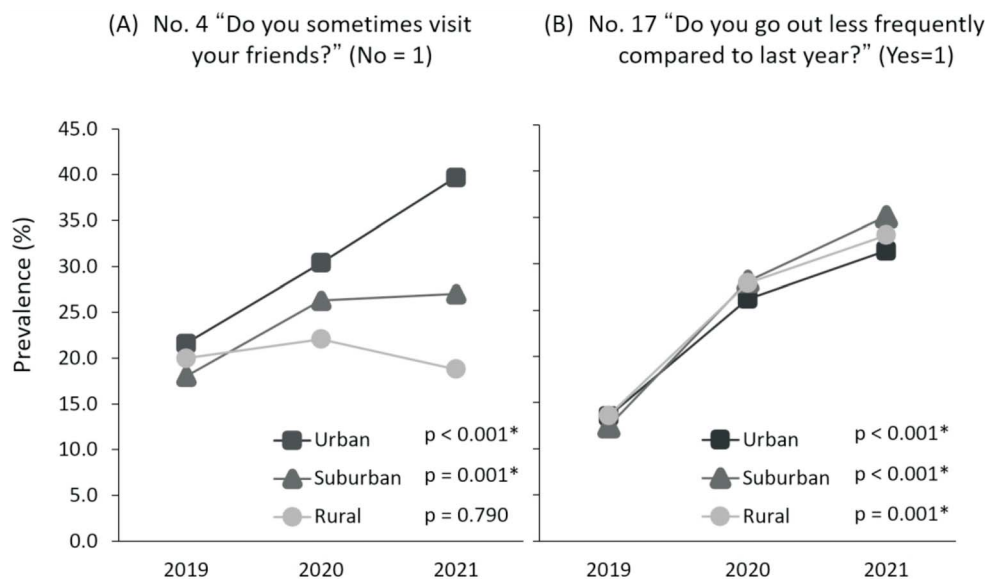 (A) No. 4 “Do you sometimes visit
your friends?” (No = 1)
(B) No. 17 “Do you go out less frequently
compared to last year?” (Yes=1)
Prevalence (%)
45.0
40.0
35.0
30.0
25.0
20.0
15.0
10.0
5.0
0.0
Urban p < 0.001*
Suburban p = 0.001*
Rural p = 0.790
2019 2020 2021
Urban p < 0.001*
Suburban p < 0.001*
Rural p = 0.001*
2019 2020 2021